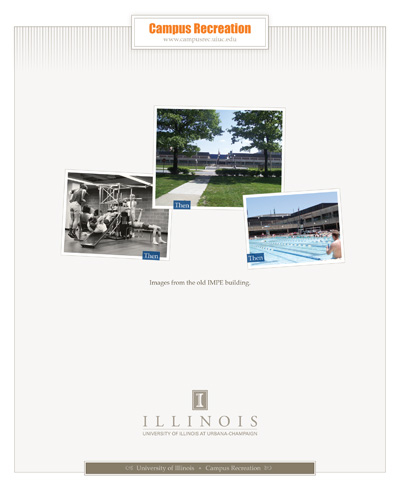 Campus Recreation
www.campusrec.uiuc.edu
Then
Then
Then
Images from the old IMPE building.
I
ILLINOIS
UNIVERSITY OF ILLINOIS AT URBANA-CHAMPAIGN
University of Illinois • Campus Recreation